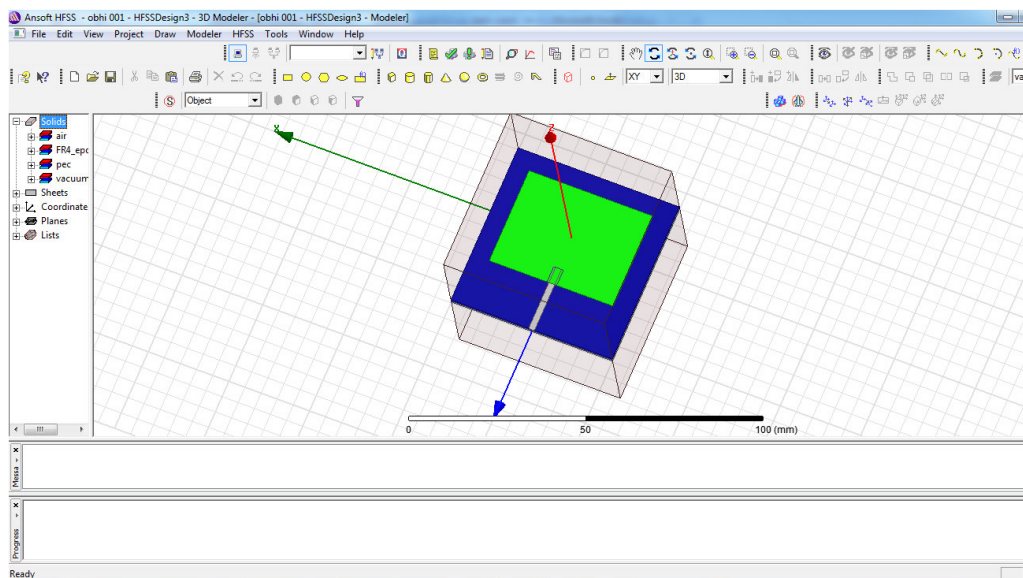 Ansoft HFSS - obhi 001 - HFSSDesign3 - 3D Modeler - [obhi 001 - HFSSDesign3 - Modeler]
File Edit View Project Draw Modeler HFSS Tools Window Help
XY 3D va
Object
Solids
air
FR4_epc
pec
vacuum
Sheets
Coordinate
Planes
Lists
Z
0 50 100 (mm)
Messa
Progress
Ready